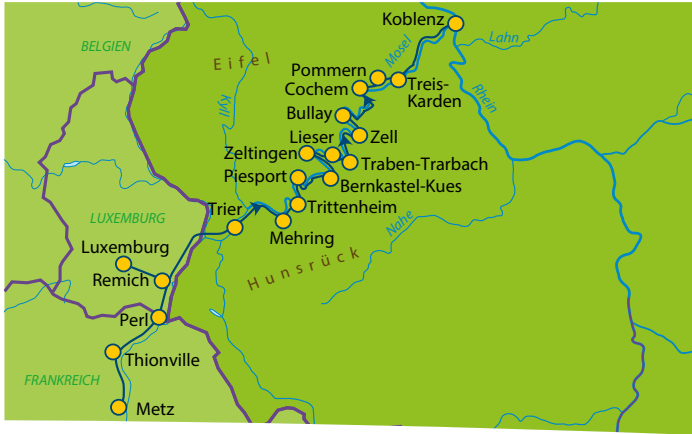 Koblenz
BELGIEN
Lahn
Mosel
Eifel
Pommern
Cochem
Treis-
Karden
Rhein
Kyll
Bullay
Lieser
Zell
Zeltingen
Traben-Trarbach
Piesport
Bernkastel-Kues
Trier
Trittenheim
LUXEMBURG
Nahe
Mehring
Luxemburg
Hunsrück
Remich
Perl
Thionville
FRANKREICH
Metz